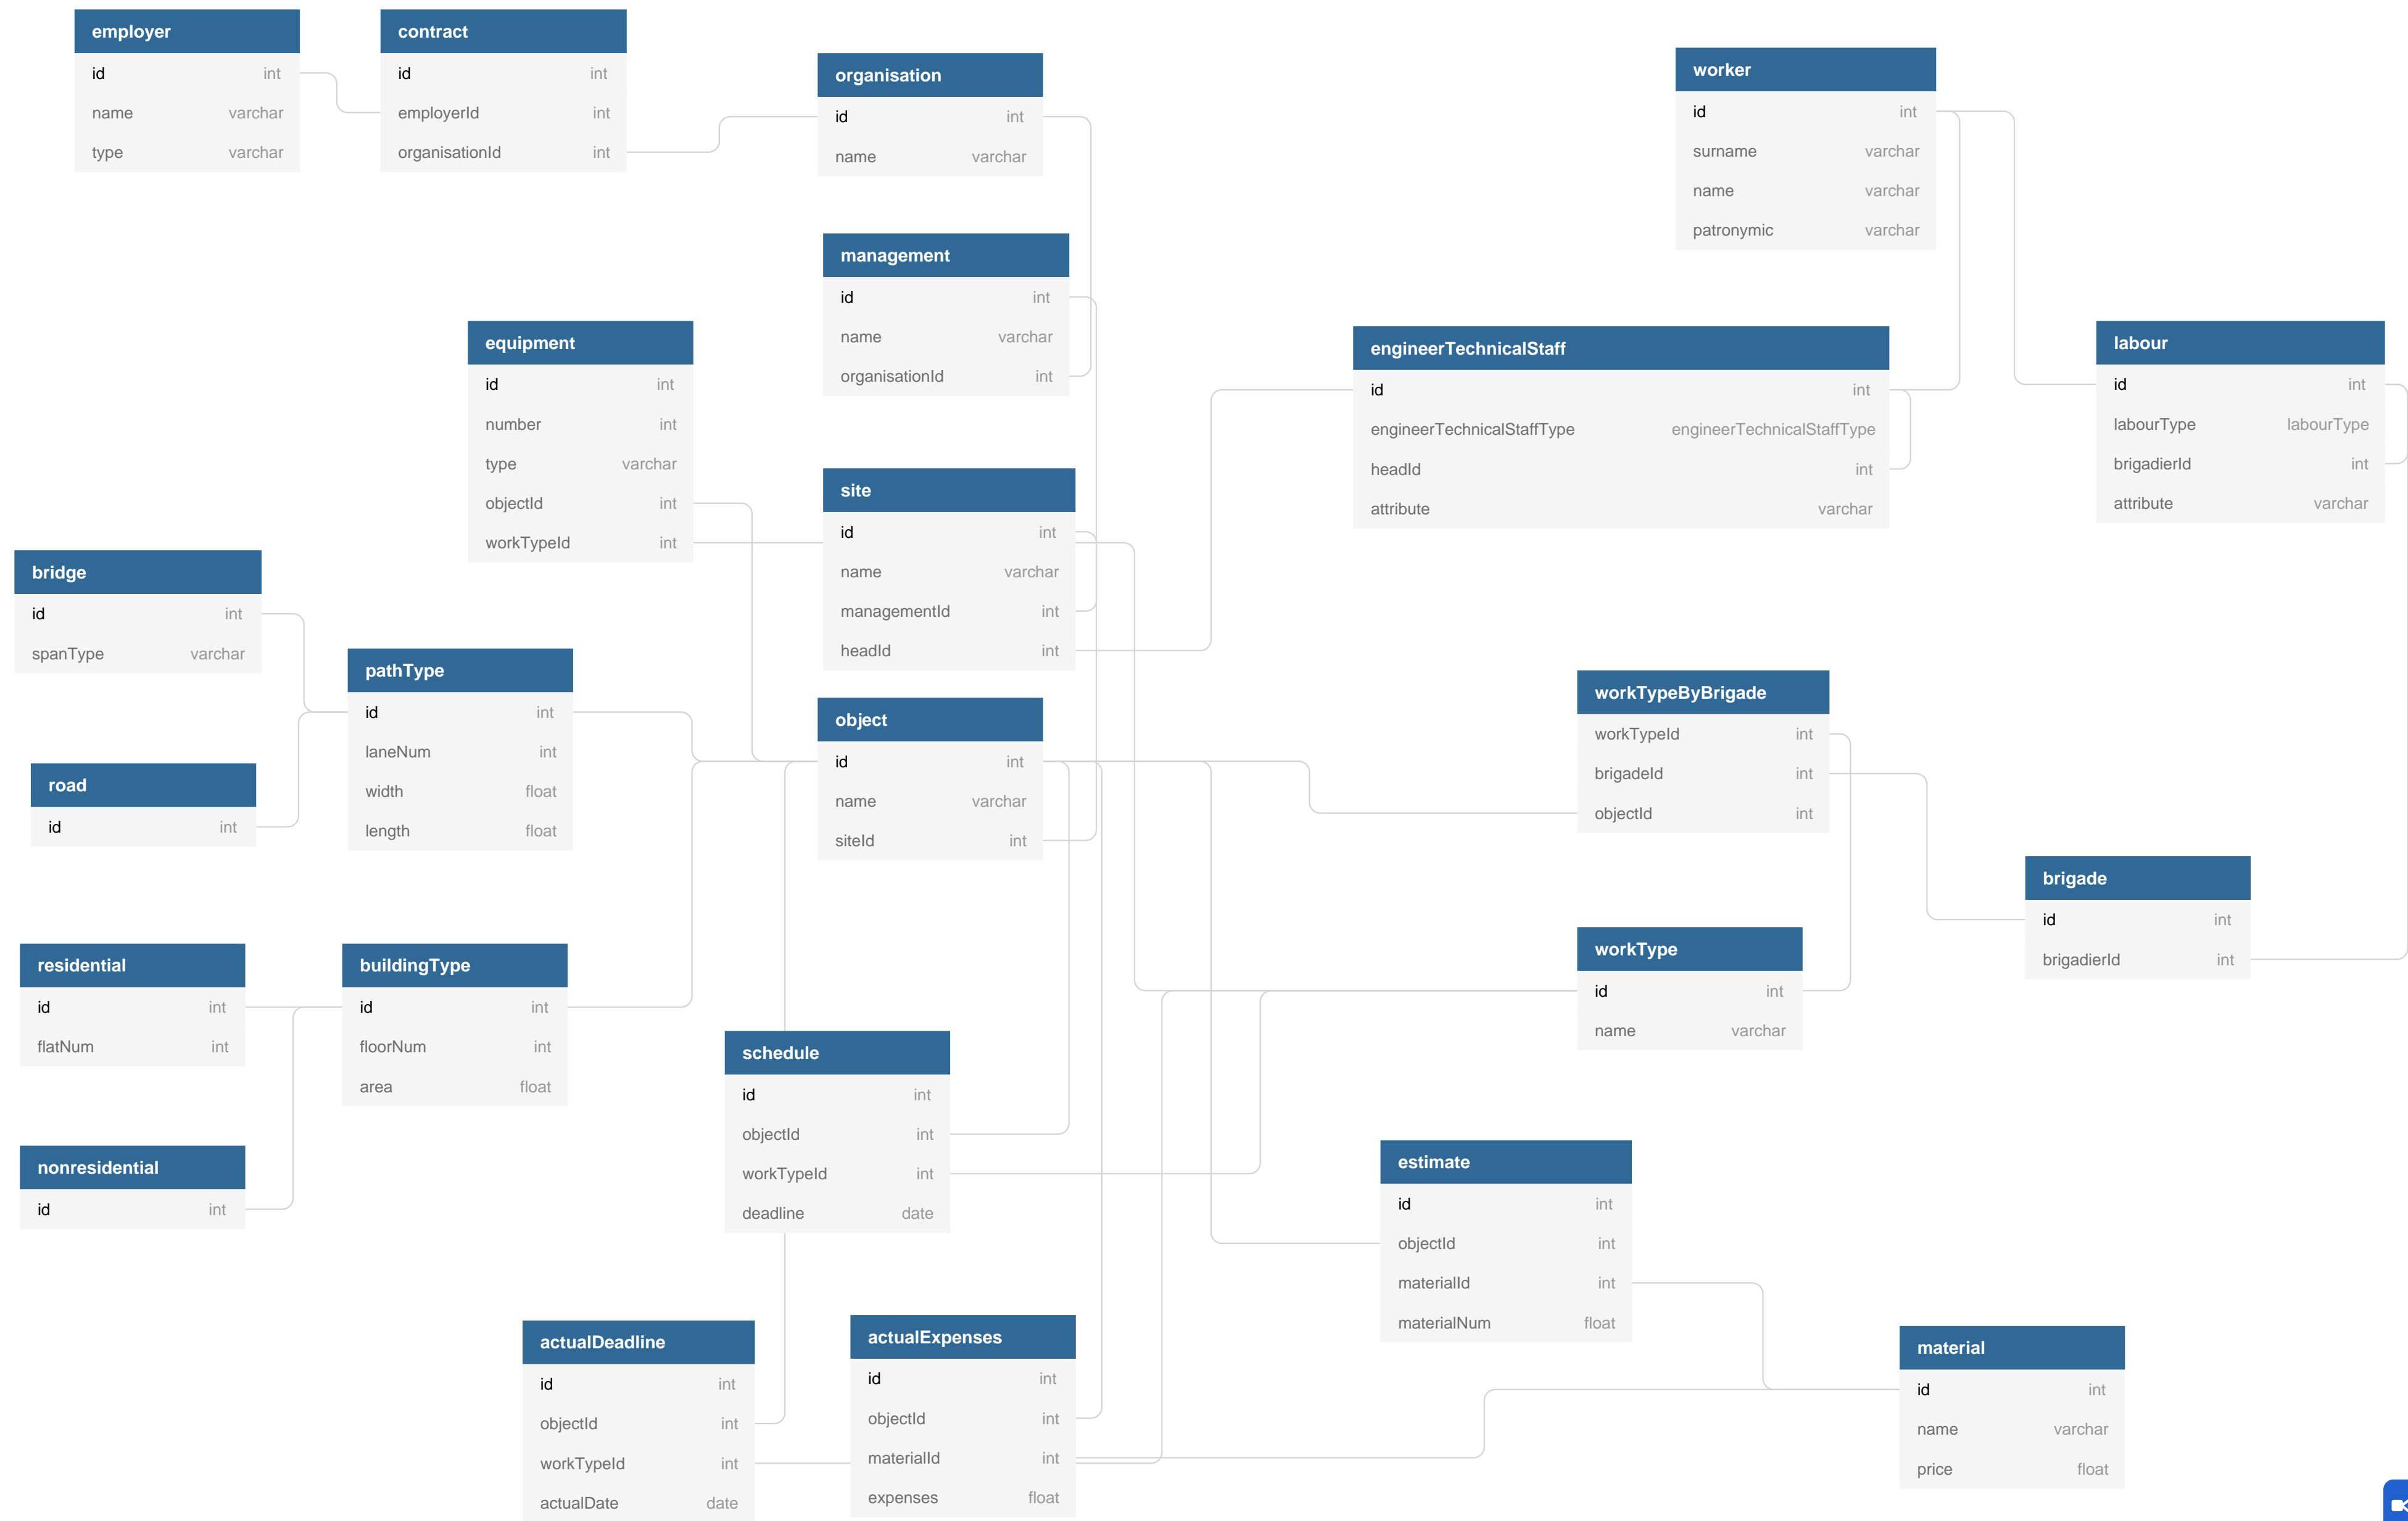 employer
id int
name varchar
type varchar
contract
id int
employerId int
organisationId int
organisation
id int
name varchar
worker
id int
surname varchar
name varchar
patronymic varchar
management
id int
name varchar
organisationId int
equipment
id int
number int
type varchar
objectId int
workTypeId int
engineerTechnicalStaff
id int
engineerTechnicalStaffType engineerTechnicalStaffType
headId int
attribute varchar
labour
id int
labourType labourType
brigadierId int
attribute varchar
site
id int
name varchar
managementId int
headId int
bridge
id int
spanType varchar
pathType
id int
laneNum int
width float
length float
road
id int
object
id int
name varchar
siteId int
workTypeByBrigade
workTypeId int
brigadeId int
objectId int
brigade
id int
brigadierId int
workType
id int
name varchar
residential
id int
flatNum int
buildingType
id int
floorNum int
area float
nonresidential
id int
schedule
id int
objectId int
workTypeId int
deadline date
estimate
id int
objectId int
materialId int
materialNum float
actualDeadline
id int
objectId int
workTypeId int
actualDate date
actualExpenses
id int
objectId int
materialId int
expenses float
material
id int
name varchar
price float